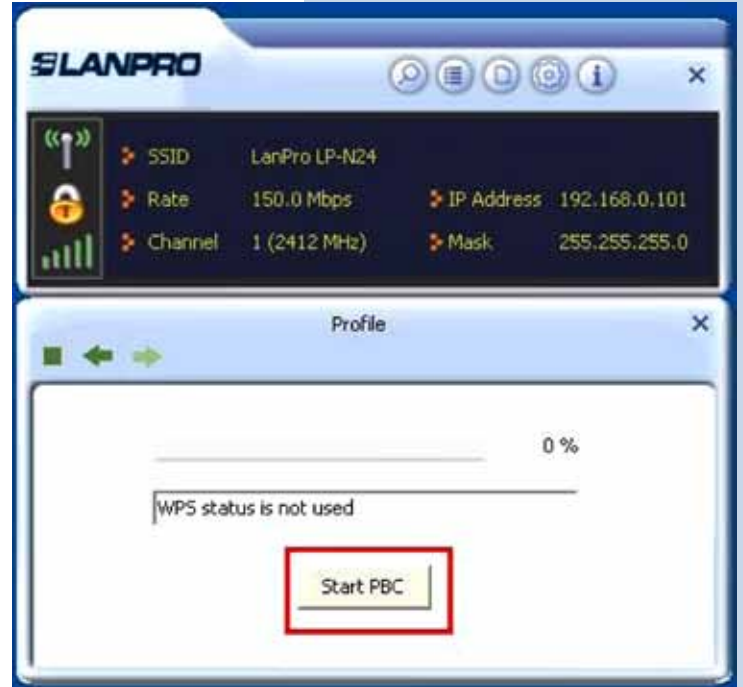 LANPRO
SSID LanPro LP-N24
Rate 150.0 Mbps IP Address 192.168.0.101
Channel 1 (2412 MHz) Mask 255.255.255.0
Profile
0 %
WPS status is not used
Start PBC